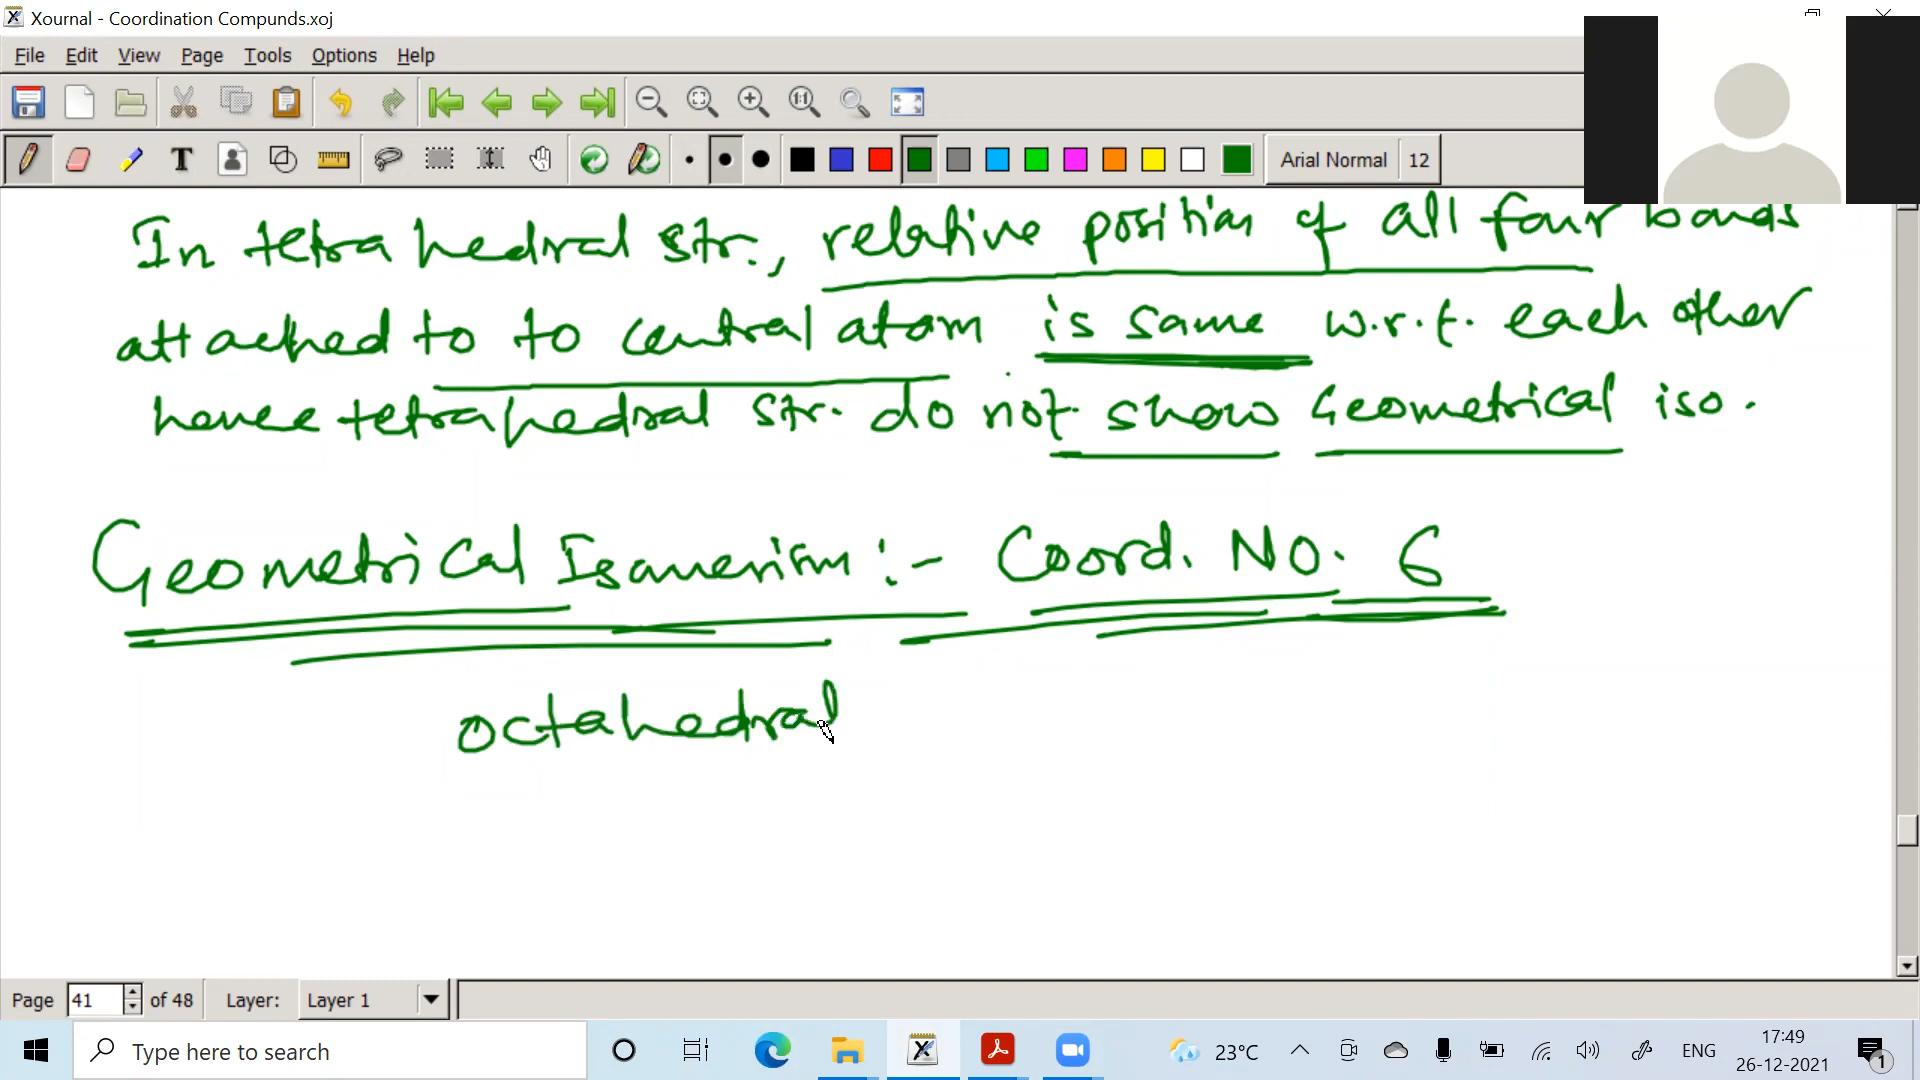 Xournal - Coordination Compunds.xoj
File Edit View Page Tools Options Help
Arial Normal 12
In tetrahedral str., relative position of all four bonds
attached to to central atom is same w.r.t. each other
hence tetrahedral str. do not show Geometrical iso.
Geometrical Isomerism :- Coord. NO. 6
octahedral
Page 41 of 48 Layer: Layer 1
Type here to search
23°C
ENG
17:49
26-12-2021
1